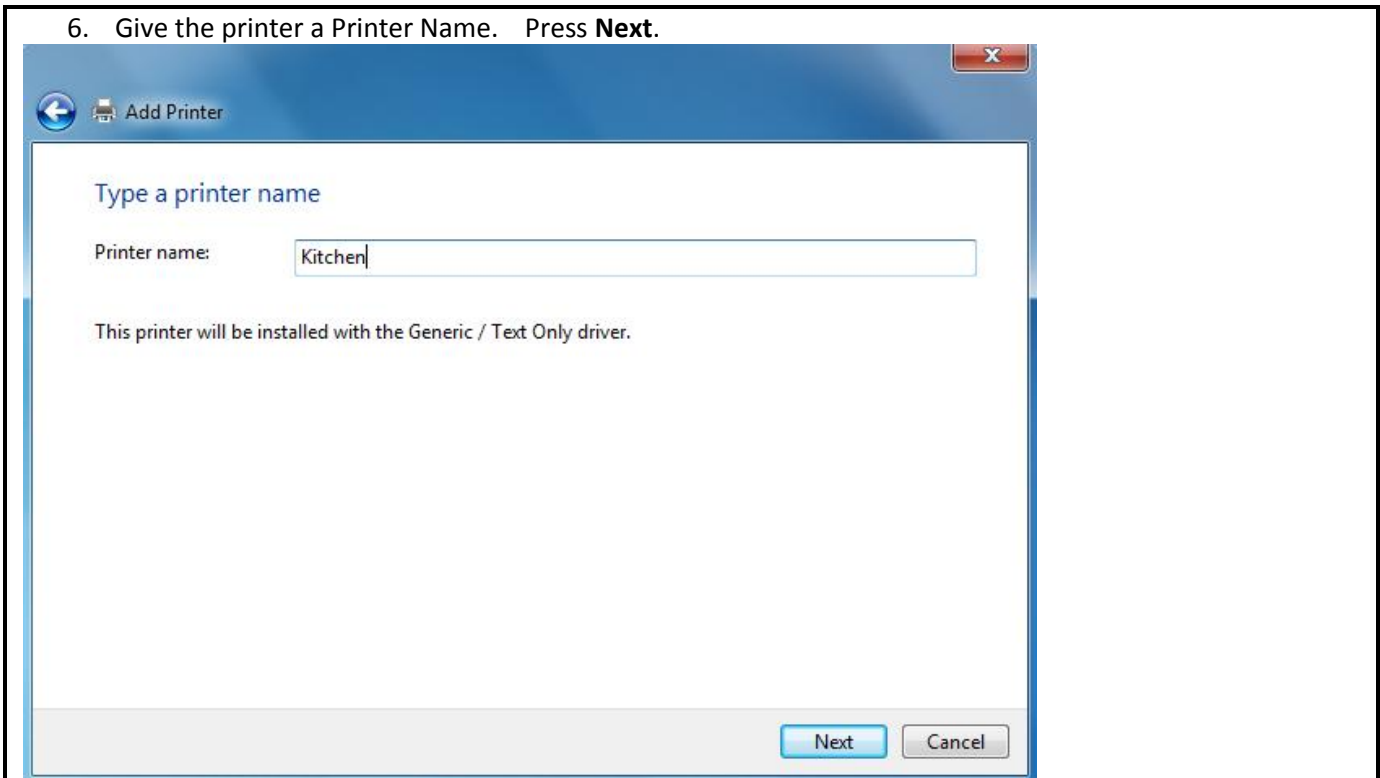 6. Give the printer a Printer Name. Press Next.
x
Add Printer
Type a printer name
Printer name: Kitchen
This printer will be installed with the Generic / Text Only driver.
Next Cancel